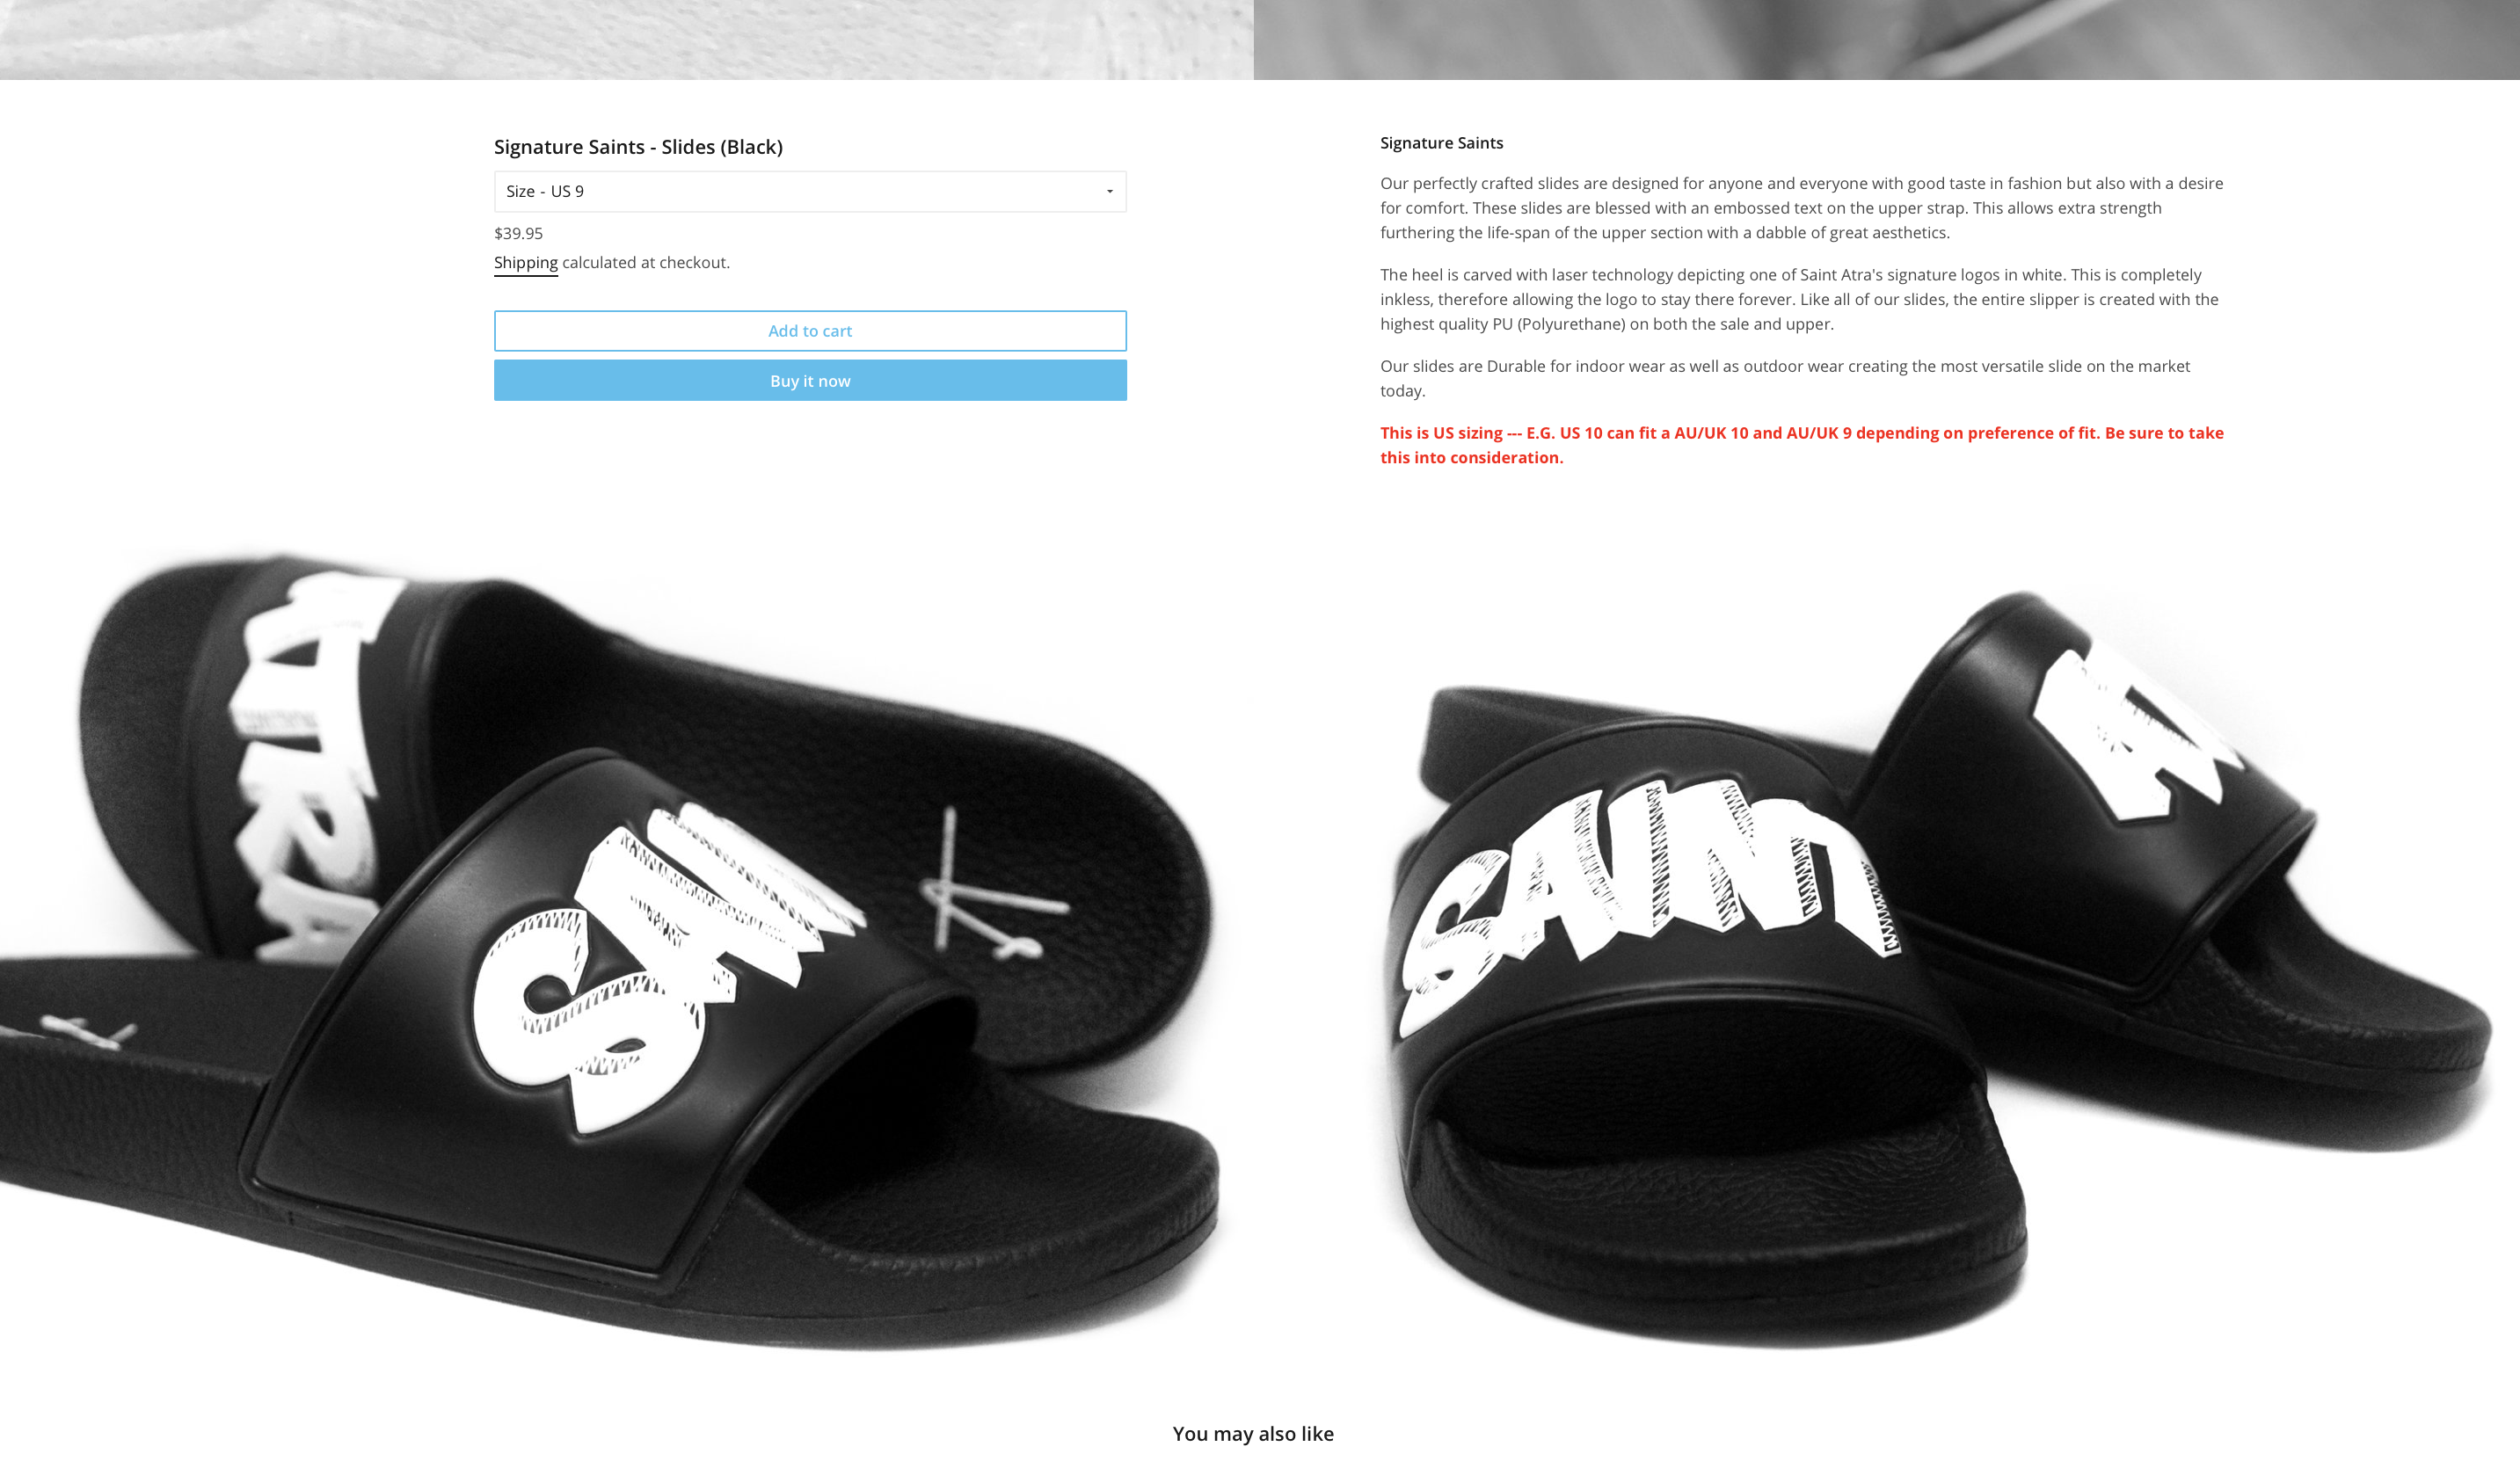 Signature Saints - Slides (Black)
Size - US 9
$39.95
Shipping calculated at checkout.
Add to cart
Buy it now
Signature Saints
Our perfectly crafted slides are designed for anyone and everyone with good taste in fashion but also with a desire
for comfort. These slides are blessed with an embossed text on the upper strap. This allows extra strength
furthering the life-span of the upper section with a dabble of great aesthetics.
The heel is carved with laser technology depicting one of Saint Atra's signature logos in white. This is completely
inkless, therefore allowing the logo to stay there forever. Like all of our slides, the entire slipper is created with the
highest quality PU (Polyurethane) on both the sale and upper.
Our slides are Durable for indoor wear as well as outdoor wear creating the most versatile slide on the market
today.
This is US sizing --- E.G. US 10 can fit a AU/UK 10 and AU/UK 9 depending on preference of fit. Be sure to take
this into consideration.
ATRA
SAI
SAINT
A
You may also like